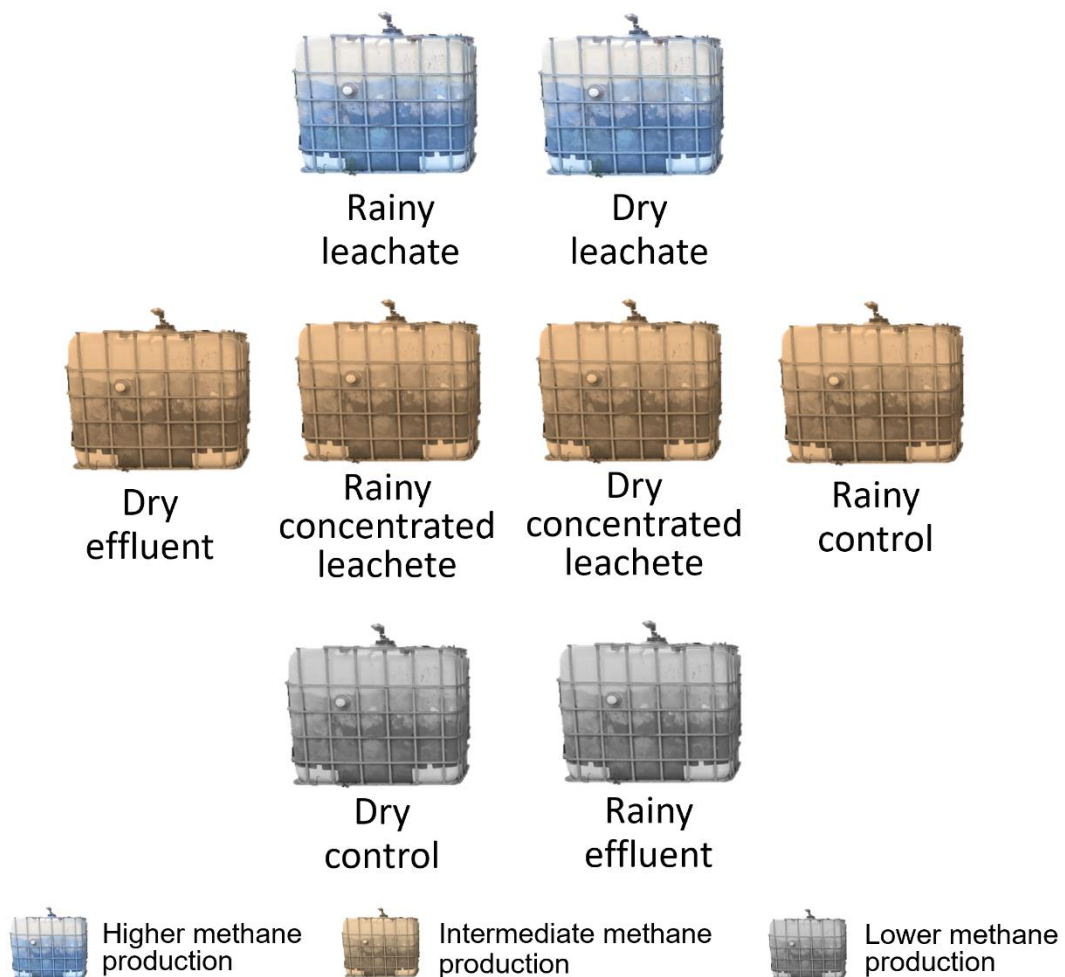 Rainy
leachate
Dry
leachate
Dry
effluent
Rainy
concentrated
leachete
Dry
concentrated
leachete
Rainy
control
Dry
control
Rainy
effluent
Higher methane
production
Intermediate methane
production
Lower methane
production